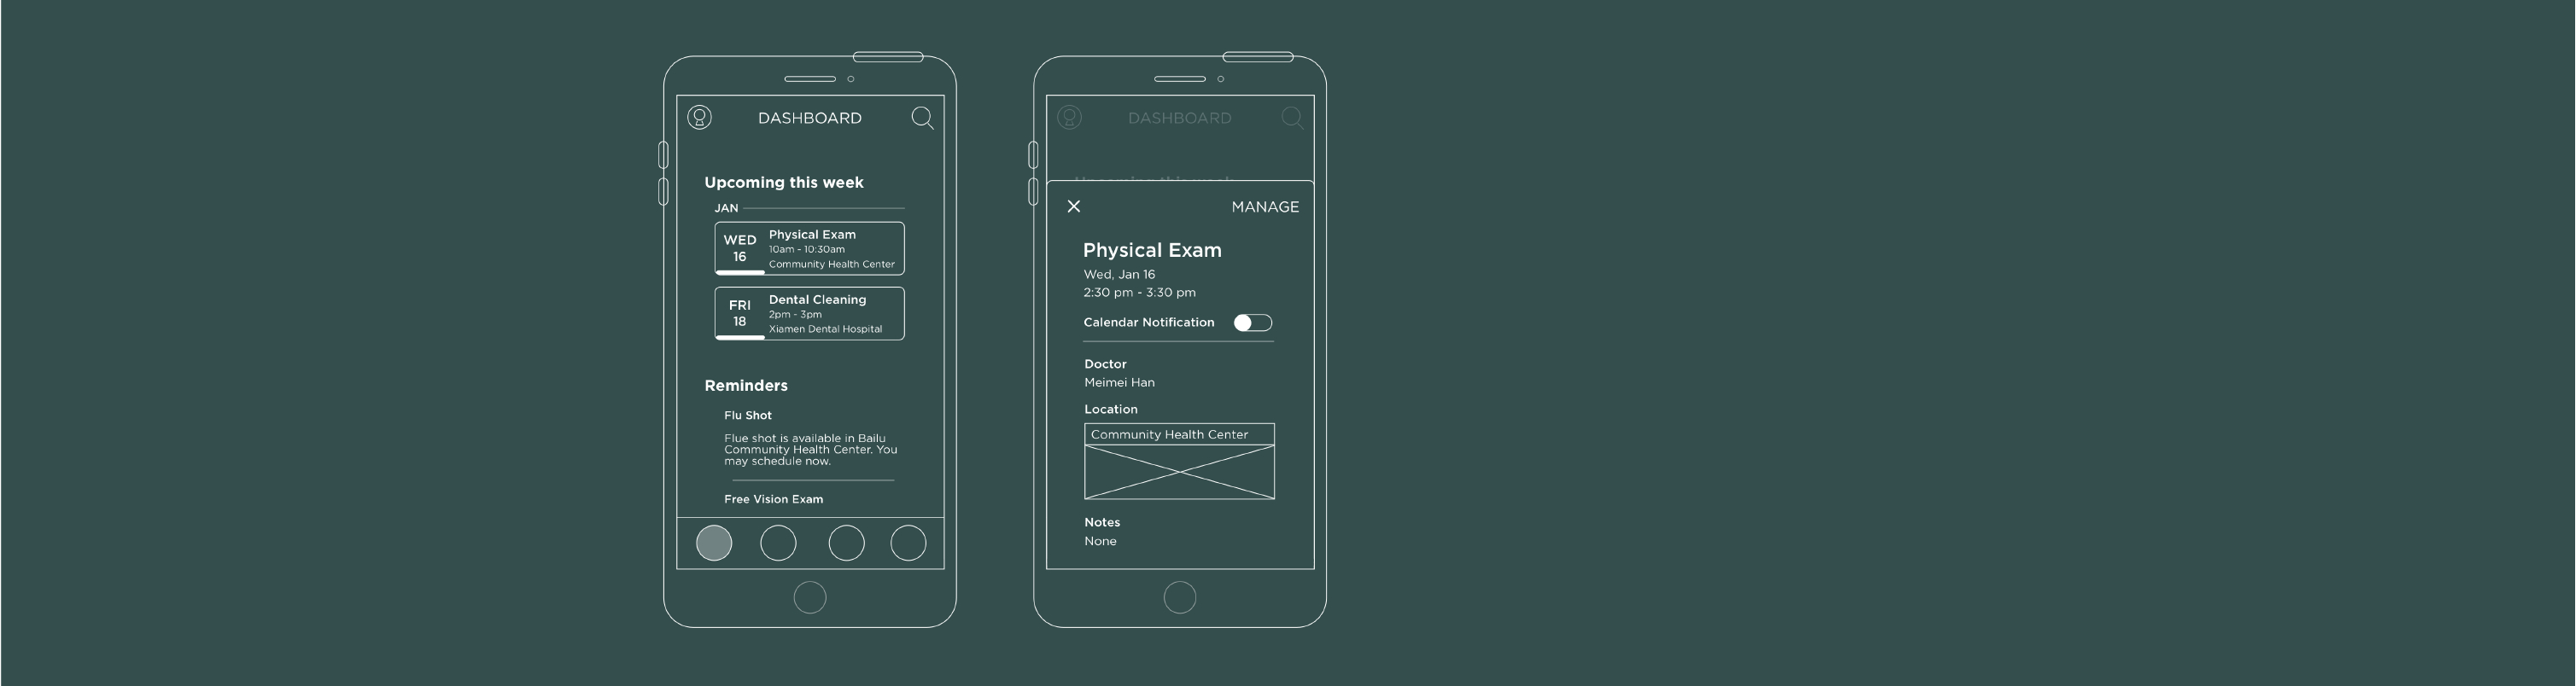 DASHBOARD
Upcoming this week
JAN
WED
16
Physical Exam
10am - 10:30am
Community Health Center
FRI
18
Dental Cleaning
2pm - 3pm
Xiamen Dental Hospital
Reminders
Flu Shot
Flue shot is available in Bailu
Community Health Center. You
may schedule now.
Free Vision Exam
DASHBOARD
Upcoming this week
MANAGE
Physical Exam
Wed, Jan 16
2:30 pm - 3:30 pm
Calendar Notification
Doctor
Meimei Han
Location
Community Health Center
Notes
None